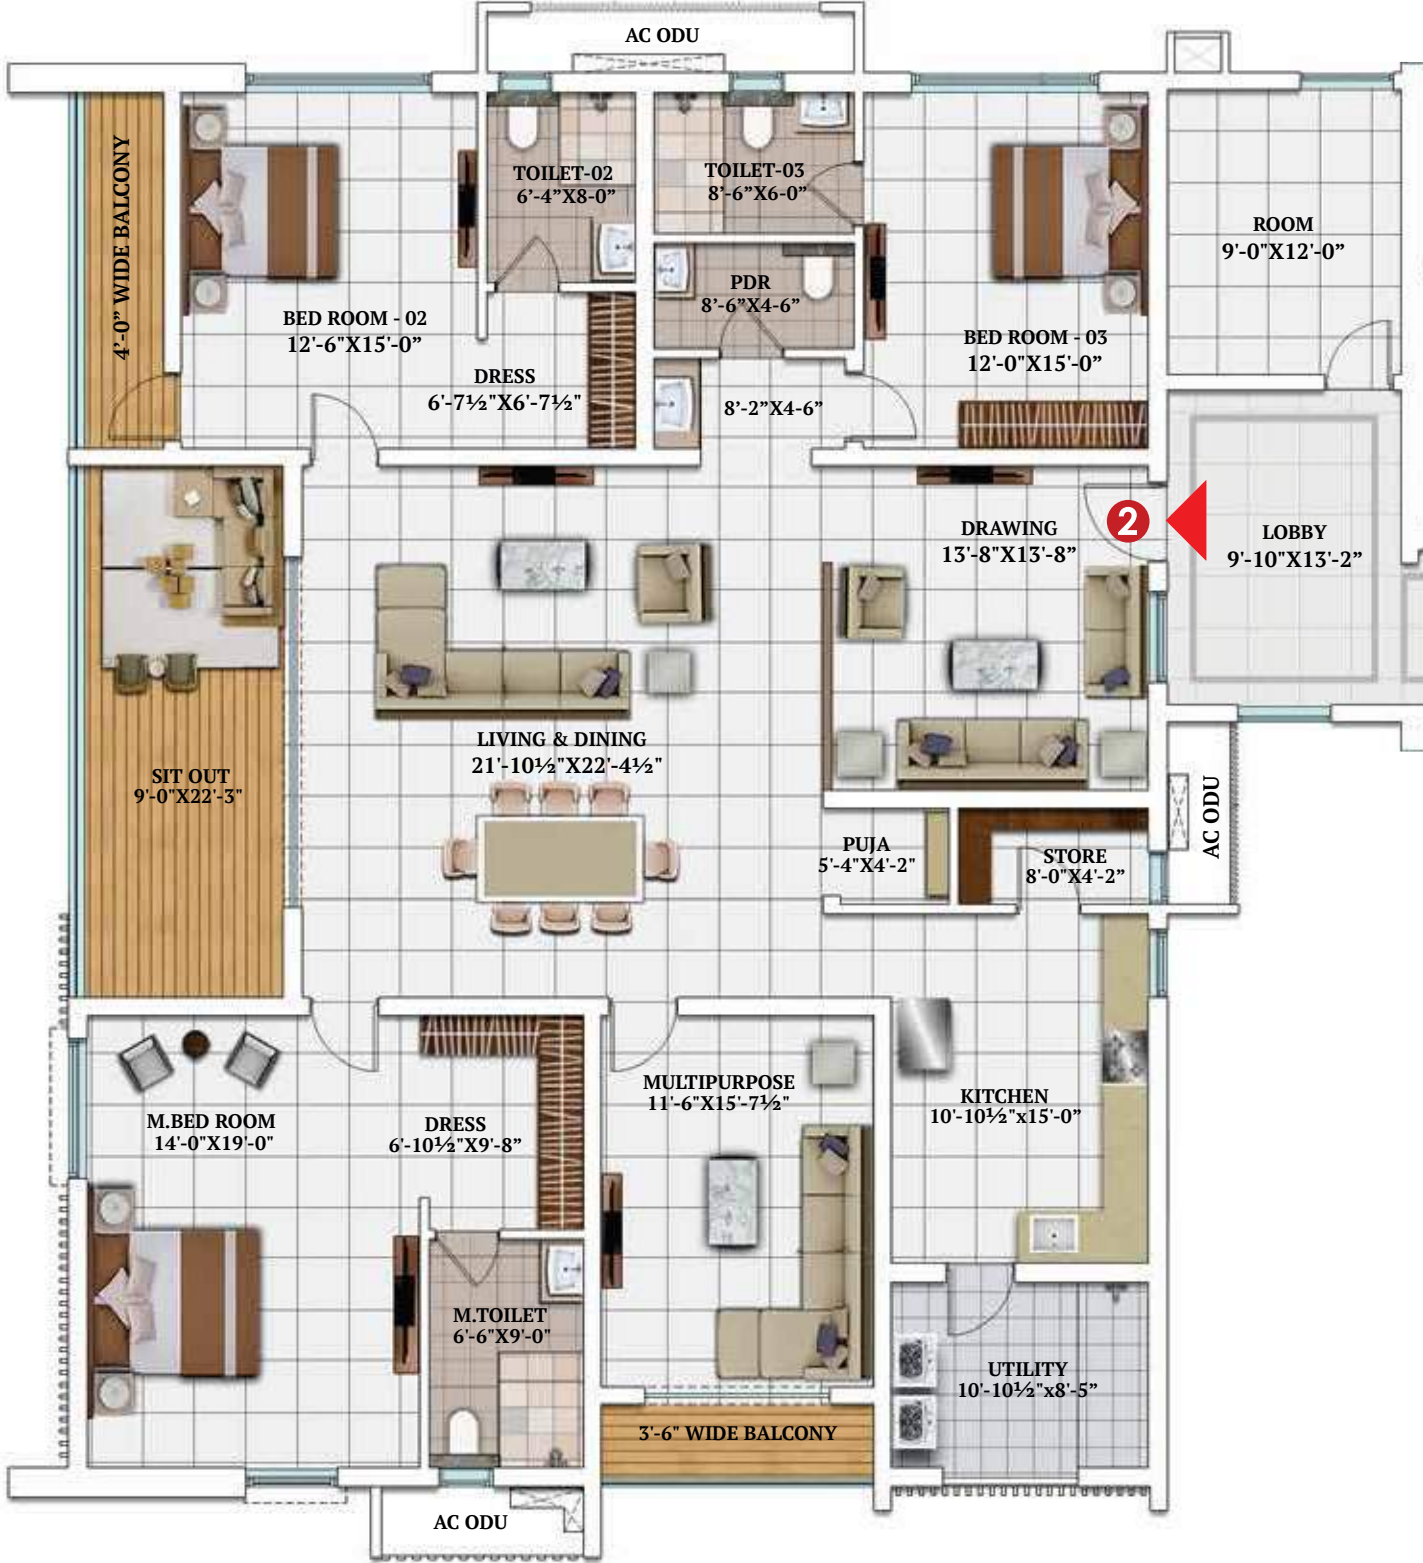 AC ODU
4'-0” WIDE BALCONY
TOILET-02
6’-4”X8-0”
TOILET-03
8’-6”X6-0”
ROOM
9'-0"X12'-0”
PDR
8’-6”X4-6”
BED ROOM - 02
12'-6"X15'-0”
BED ROOM - 03
12'-0"X15'-0”
DRESS
6'-7½"X6'-7½"
8'-2”X4-6”
DRAWING
13'-8"X13'-8”
2
LOBBY
9'-10"X13'-2”
LIVING & DINING
21'-10½"X22'-4½"
SIT OUT
9'-0"X22'-3"
AC ODU
PUJA
5'-4"X4'-2"
STORE
8'-0"X4'-2”
M.BED ROOM
14'-0"X19'-0"
DRESS
6'-10½"X9'-8”
MULTIPURPOSE
11'-6"X15'-7½"
KITCHEN
10'-10½"x15'-0”
M.TOILET
6'-6"X9'-0"
UTILITY
10'-10½"x8'-5”
3'-6" WIDE BALCONY
AC ODU